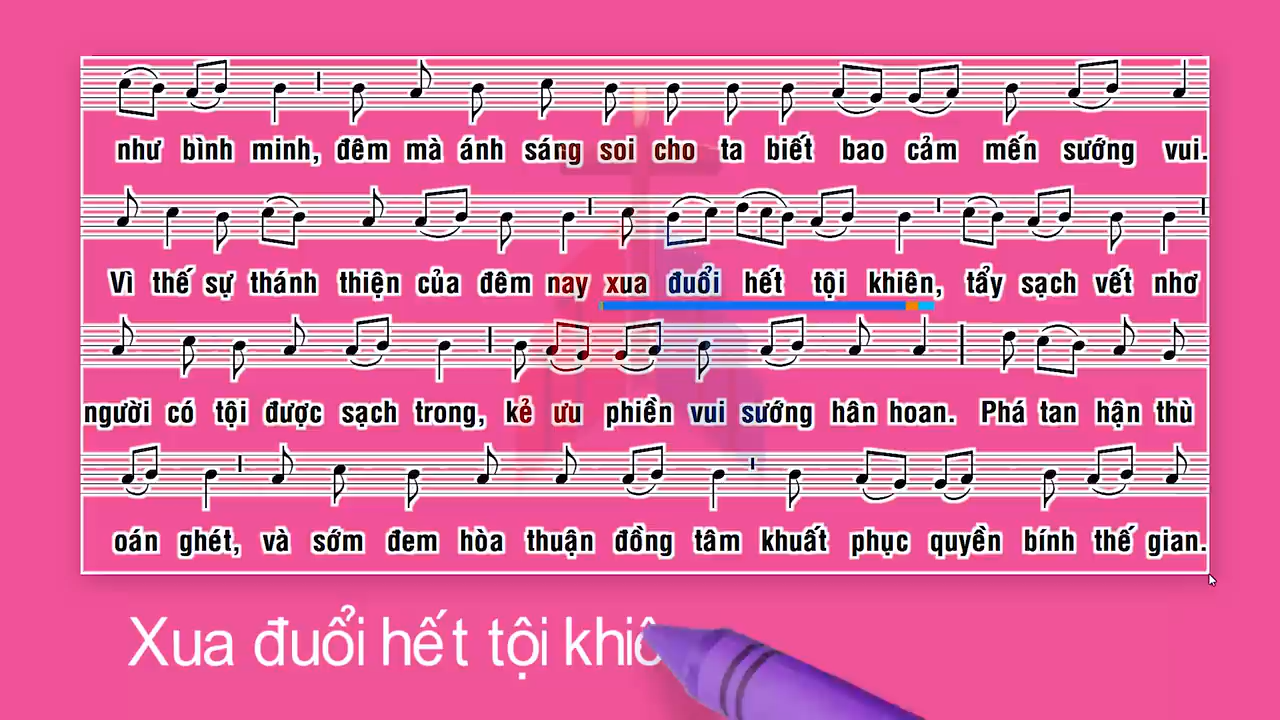 như bình minh, đêm mà ánh sáng soi cho ta biết bao cảm mến sướng vui.
Vì thế sự thánh thiện của đêm nay xua đuổi hết tội khiên, tẩy sạch vết nhơ
người có tội được sạch trong, kẻ ưu phiền vui sướng hân hoan. Phá tan hận thù
oán ghét, và sớm đem hòa thuận đồng tâm khuất phục quyền bính thế gian.
Xua đuổi hết tội khiê